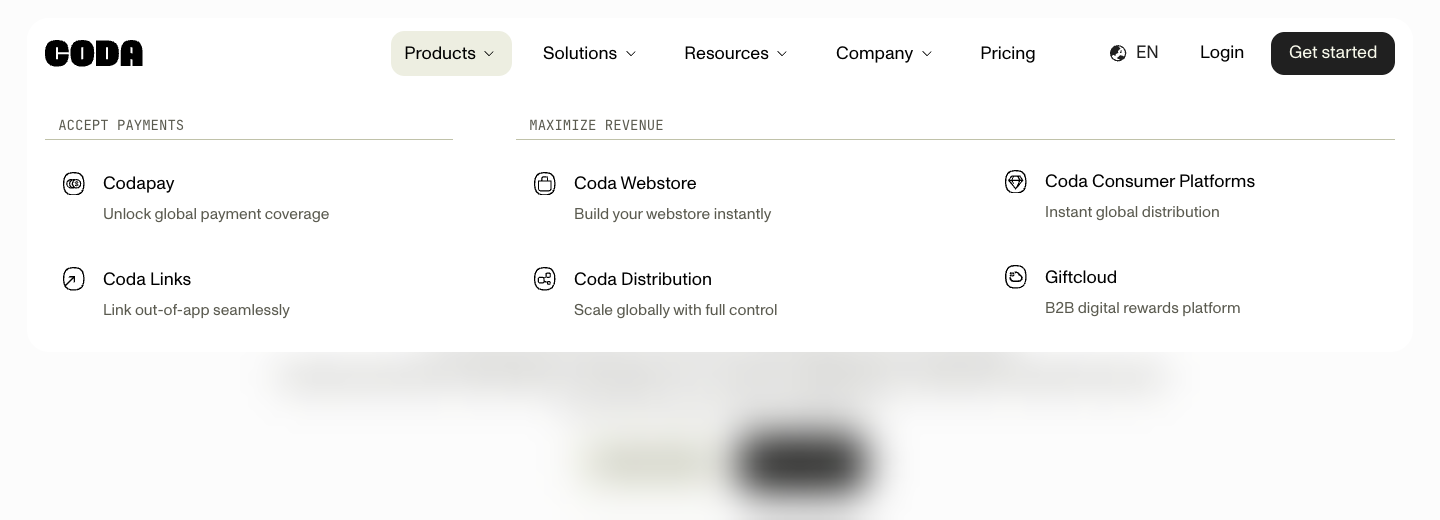 CODA
Products
Solutions
Resources
Company
Pricing
EN
Login
Get started
ACCEPT PAYMENTS
Codapay
Unlock global payment coverage
Coda Links
Link out-of-app seamlessly
MAXIMIZE REVENUE
Coda Webstore
Build your webstore instantly
Coda Distribution
Scale globally with full control
Coda Consumer Platforms
Instant global distribution
Giftcloud
B2B digital rewards platform